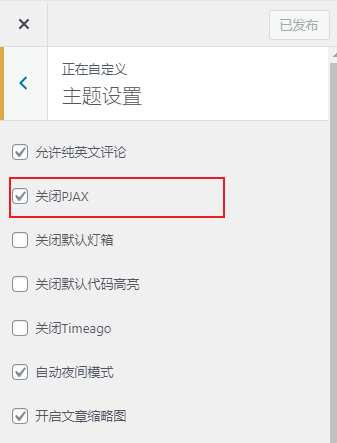 已发布
正在自定义
主题设置
允许纯英文评论
关闭PJAX
关闭默认灯箱
关闭默认代码高亮
关闭Timeago
自动夜间模式
开启文章缩略图